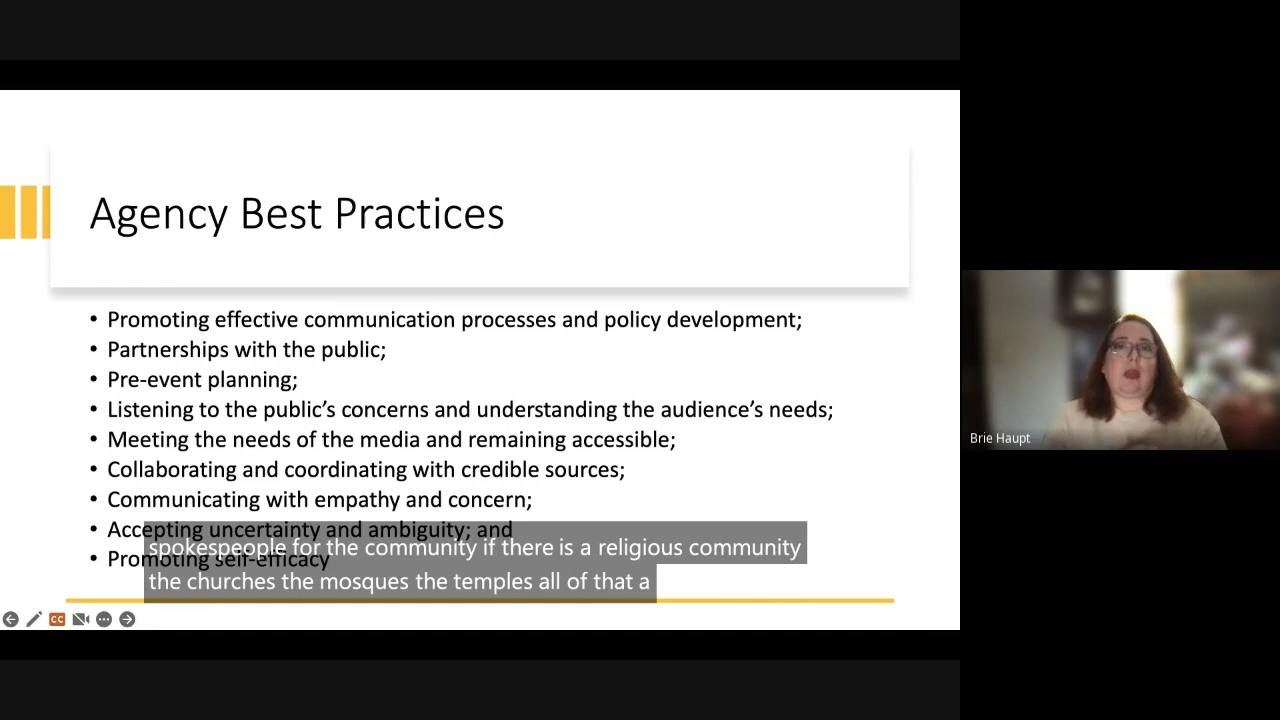 Agency Best Practices
• Promoting effective communication processes and policy development;
• Partnerships with the public;
• Pre-event planning;
• Listening to the public’s concerns and understanding the audience’s needs;
• Meeting the needs of the media and remaining accessible;
• Collaborating and coordinating with credible sources;
• Communicating with empathy and concern;
• Accepting uncertainty and ambiguity; and
• Promoting self-efficacy
spokespeople for the community if there is a religious community
the churches the mosques the temples all of that a
CC
Brie Haupt